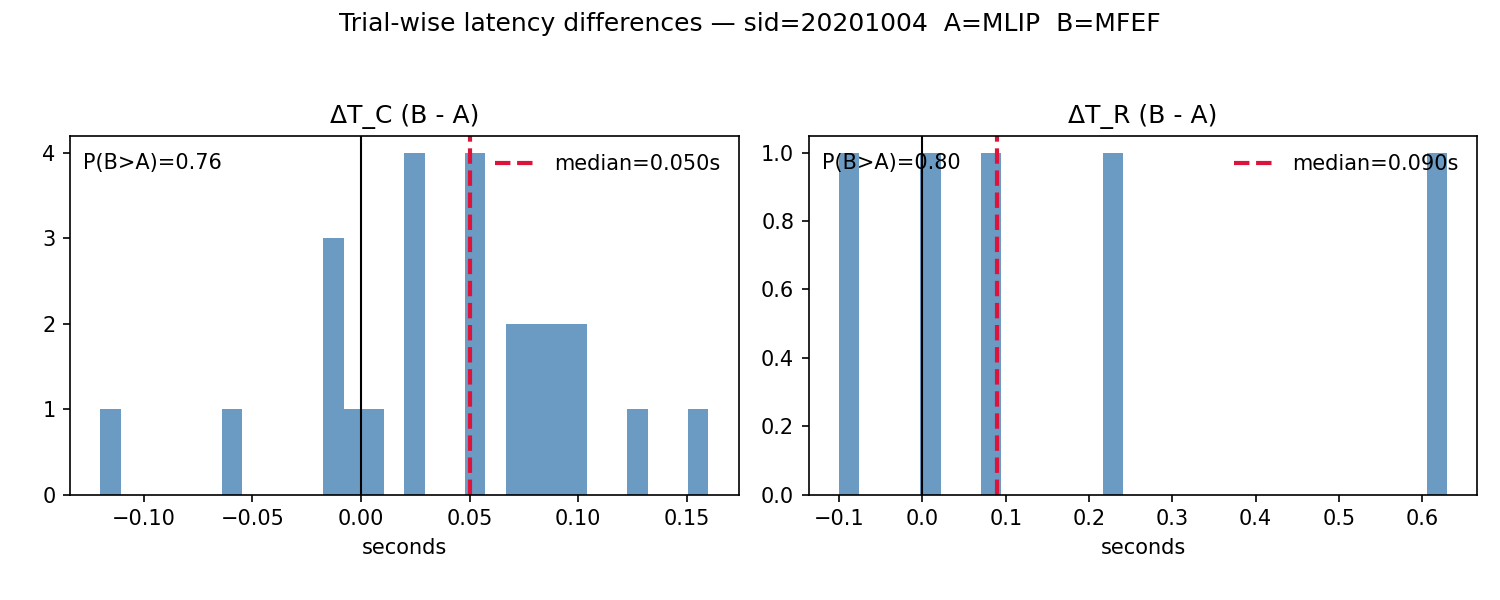 Trial-wise latency differences — sid=20201004  A=MLIP  B=MFEF
ΔT_C (B - A)
P(B>A)=0.76
median=0.050s
4
3
2
1
0
−0.10
−0.05
0.00
0.05
0.10
0.15
seconds
ΔT_R (B - A)
P(B>A)=0.80
median=0.090s
1.0
0.8
0.6
0.4
0.2
0.0
−0.1
0.0
0.1
0.2
0.3
0.4
0.5
0.6
seconds